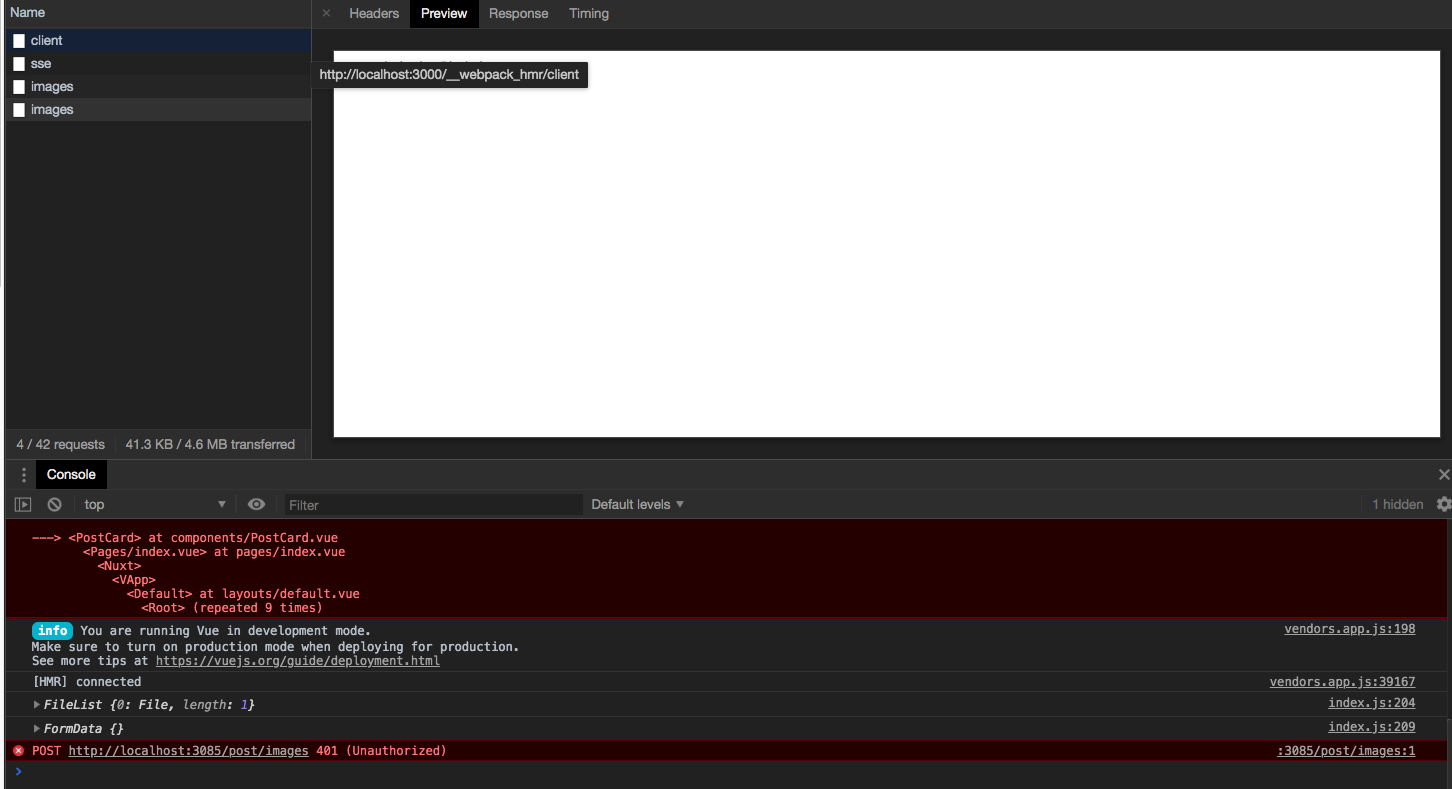 Name
× Headers Preview Response Timing
client
sse
http://localhost:3000/__webpack_hmr/client
images
images
4 / 42 requests 41.3 KB / 4.6 MB transferred
Console
top Filter Default levels 1 hidden
---> <PostCard> at components/PostCard.vue
<Pages/index.vue> at pages/index.vue
<Nuxt>
<VApp>
<Default> at layouts/default.vue
<Root> (repeated 9 times)
info You are running Vue in development mode. vendors.app.js:198
Make sure to turn on production mode when deploying for production.
See more tips at https://vuejs.org/guide/deployment.html
[HMR] connected vendors.app.js:39167
FileList {0: File, length: 1} index.js:204
FormData {} index.js:209
POST http://localhost:3085/post/images 401 (Unauthorized) :3085/post/images:1